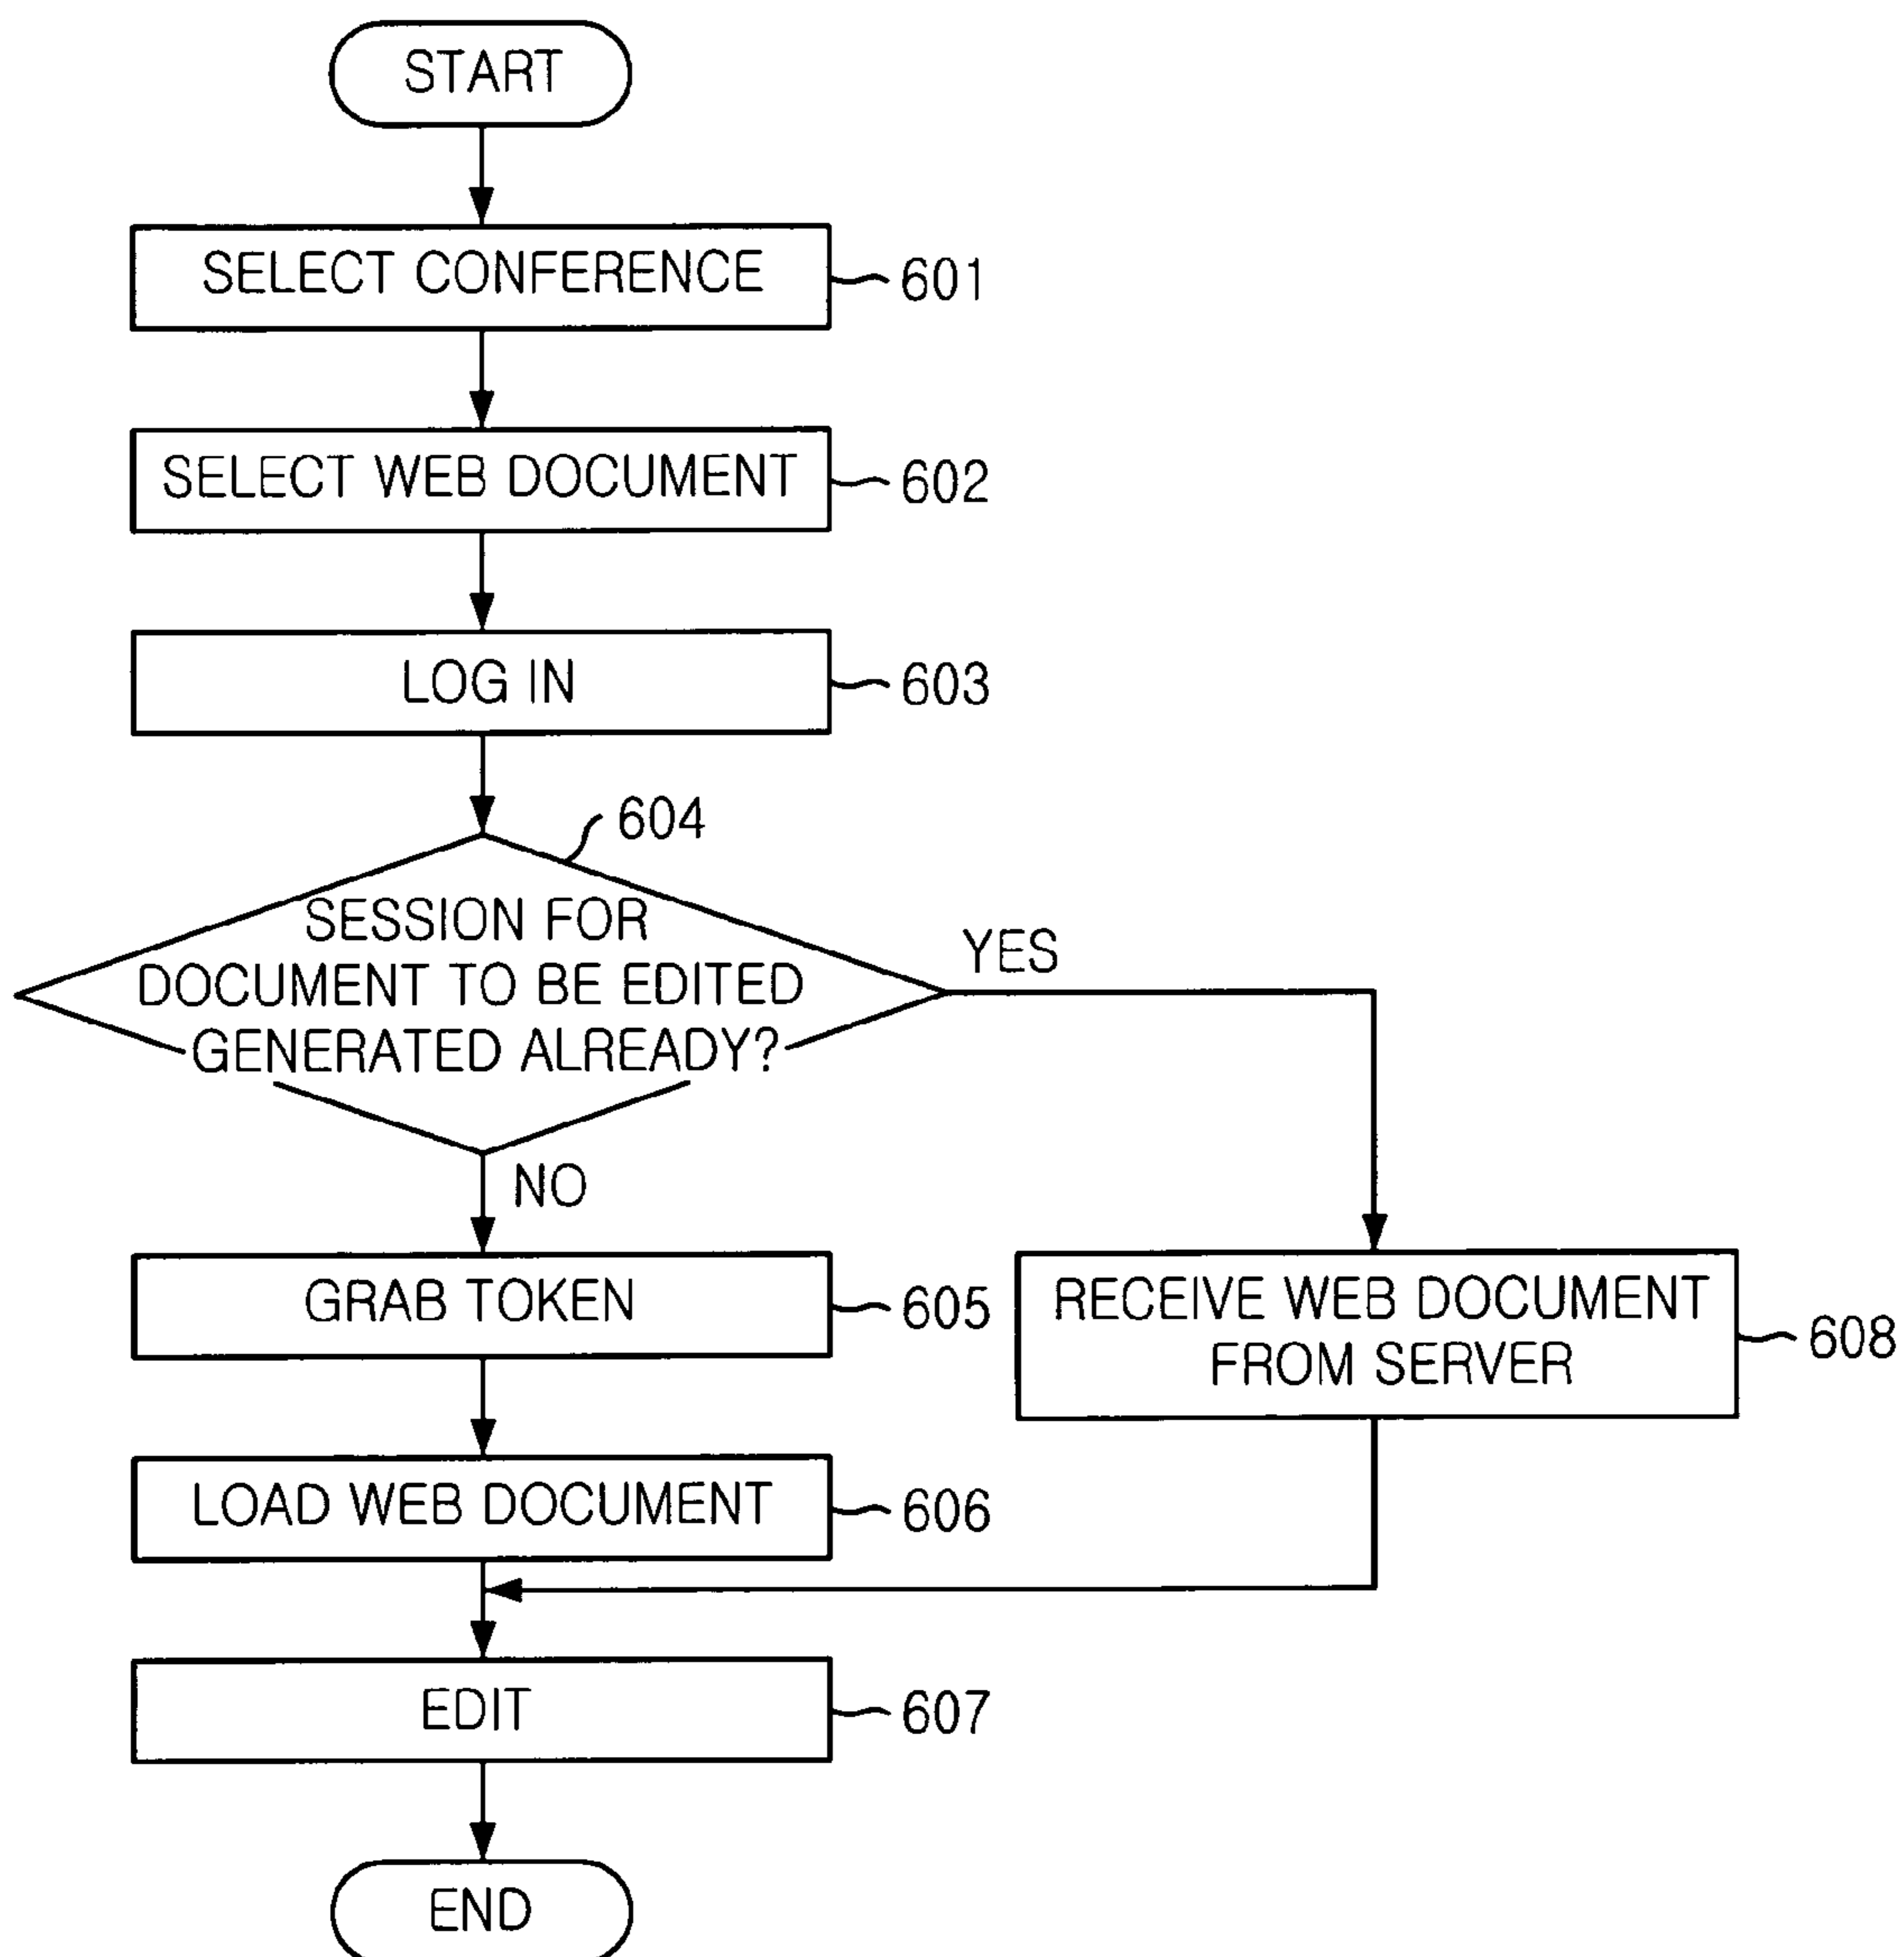 START
SELECT CONFERENCE
601
SELECT WEB DOCUMENT
602
LOG IN
603
604
SESSION FOR
DOCUMENT TO BE EDITED
GENERATED ALREADY?
YES
NO
GRAB TOKEN
605
RECEIVE WEB DOCUMENT
FROM SERVER
608
LOAD WEB DOCUMENT
606
EDIT
607
END